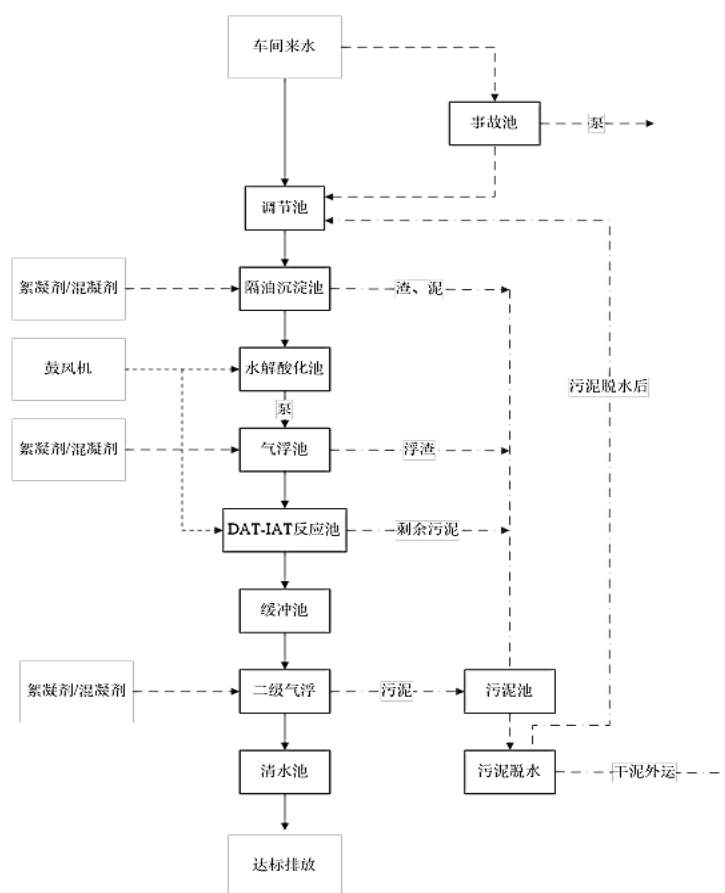 车间来水
事故池
泵
调节池
絮凝剂/混凝剂
隔油沉淀池
渣、泥
鼓风机
水解酸化池
污泥脱水后
泵
絮凝剂/混凝剂
气浮池
浮渣
DAT-IAT反应池
剩余污泥
缓冲池
絮凝剂/混凝剂
二级气浮
污泥
污泥池
清水池
污泥脱水
干泥外运
达标排放